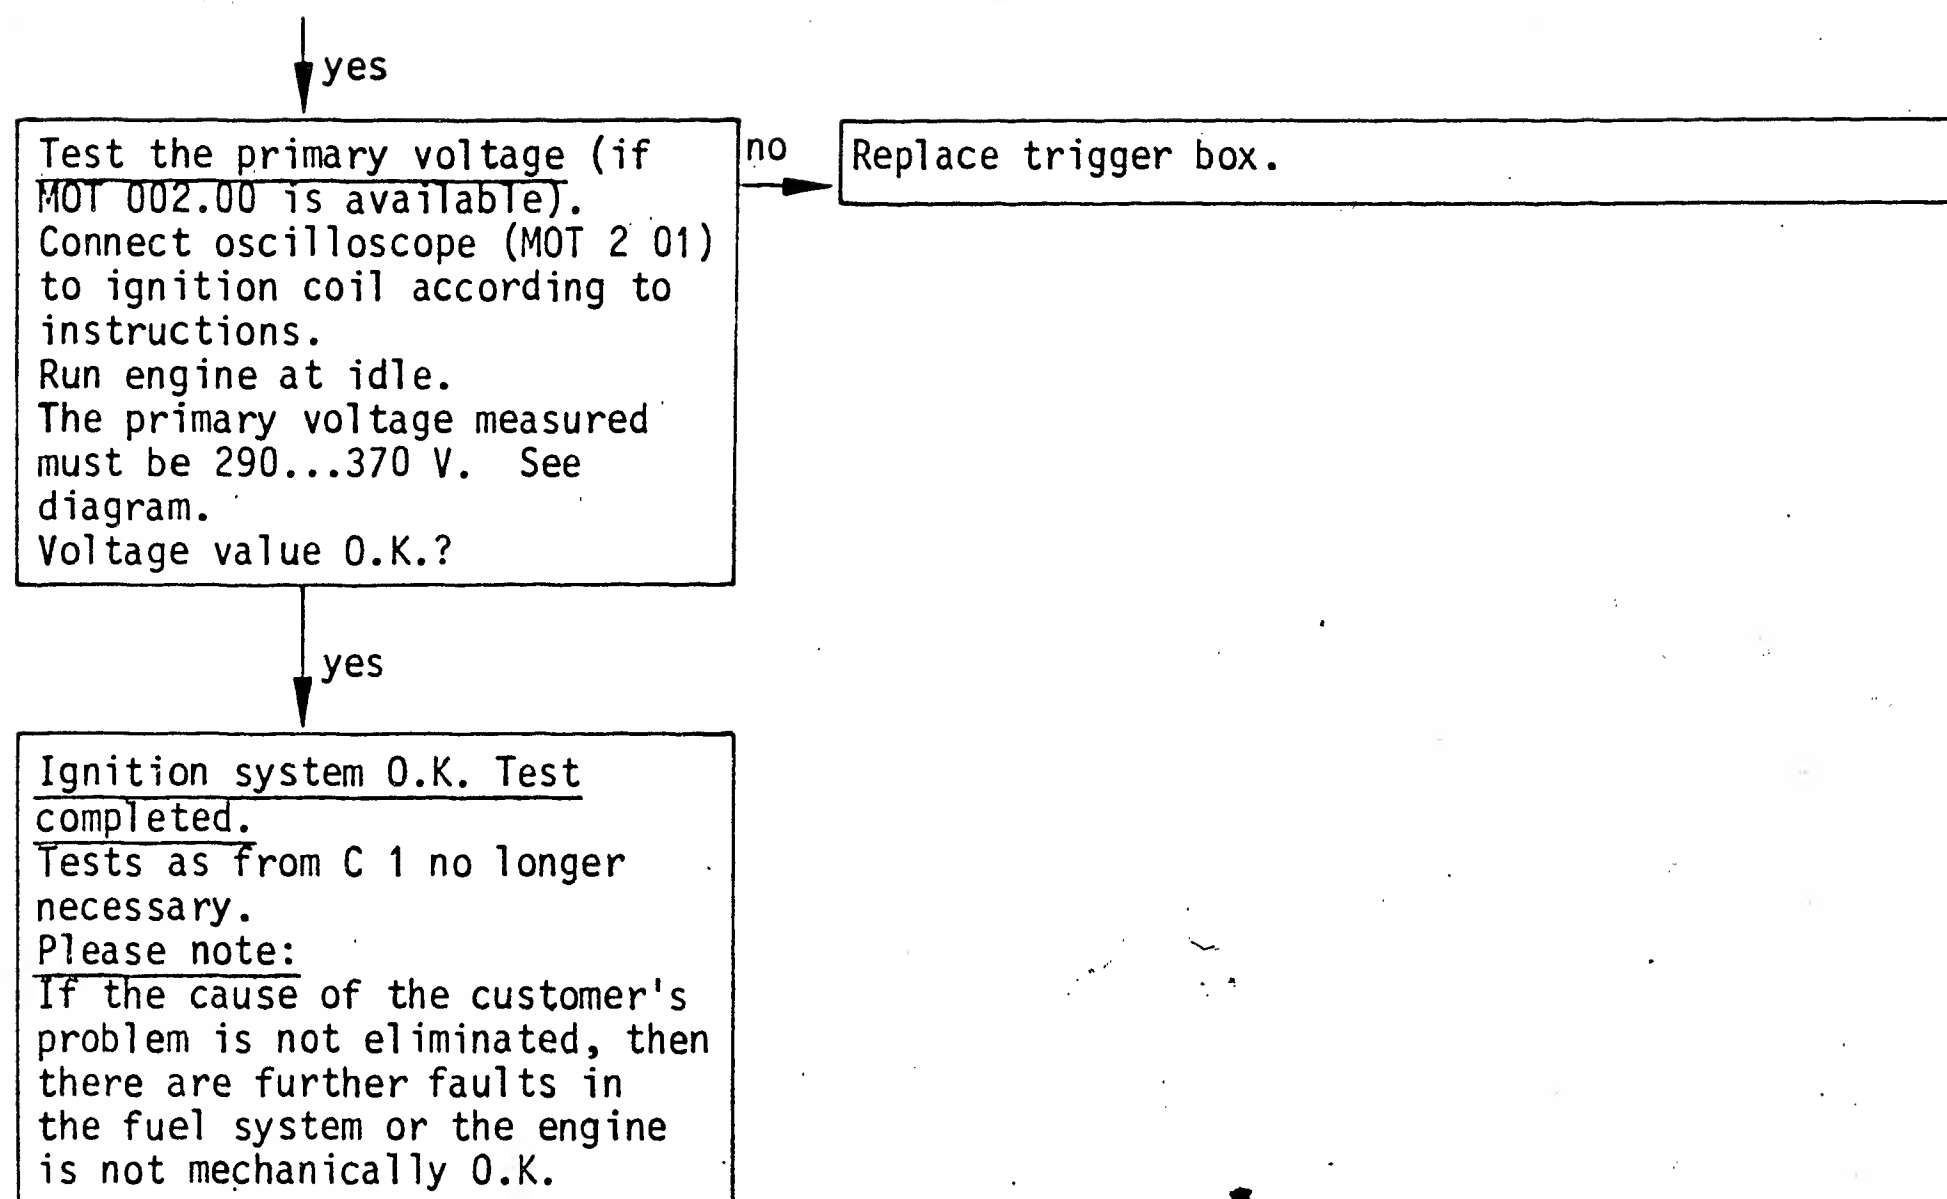 yes
Test the primary voltage (if
MOT 002.00 is available).
Connect oscilloscope (MOT 2 01)
to ignition coil according to
instructions.
Run engine at idle.
The primary voltage measured
must be 290...370 V. See
diagram.
Voltage value O.K.?
no
Replace trigger box.
yes
Ignition system O.K. Test
completed.
Tests as from C 1 no longer
necessary.
Please note:
If the cause of the customer's
problem is not eliminated, then
there are further faults in
the fuel system or the engine
is not mechanically O.K.